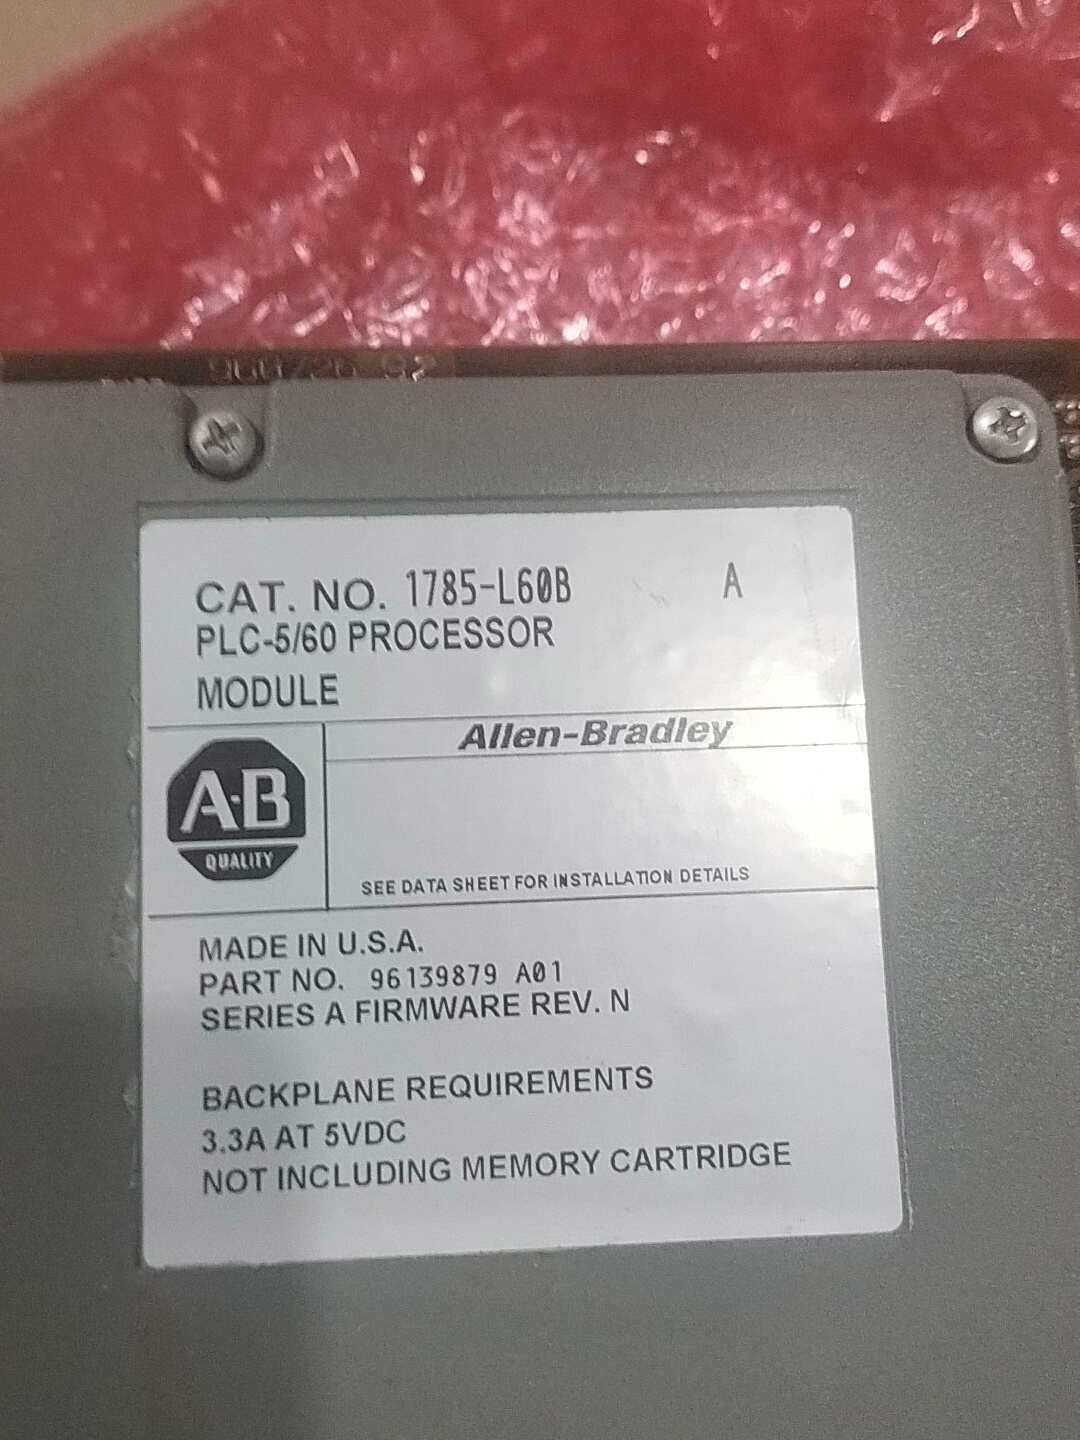 CAT. NO. 1785-L60B A
PLC-5/60 PROCESSOR
MODULE
Allen-Bradley
A·B
QUALITY
SEE DATA SHEET FOR INSTALLATION DETAILS
MADE IN U.S.A.
PART NO. 96139879 A01
SERIES A FIRMWARE REV. N
BACKPLANE REQUIREMENTS
3.3A AT 5VDC
NOT INCLUDING MEMORY CARTRIDGE